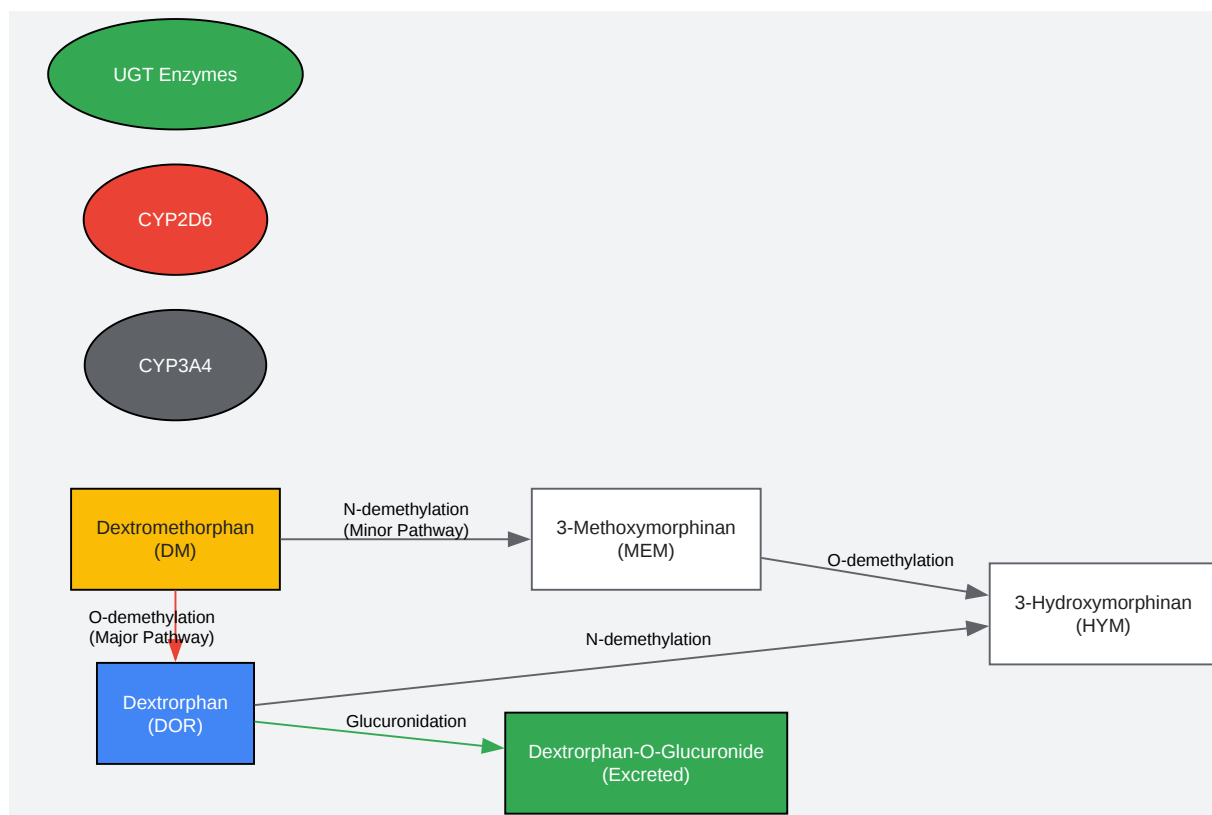 UGT Enzymes
CYP2D6
CYP3A4
Dextromethorphan
(DM)
N-demethylation
(Minor Pathway)
3-Methoxymorphinan
(MEM)
O-demethylation
3-Hydroxymorphinan
(HYM)
O-demethylation
(Major Pathway)
N-demethylation
Dextrorphan
(DOR)
Glucuronidation
Dextrorphan-O-Glucuronide
(Excreted)